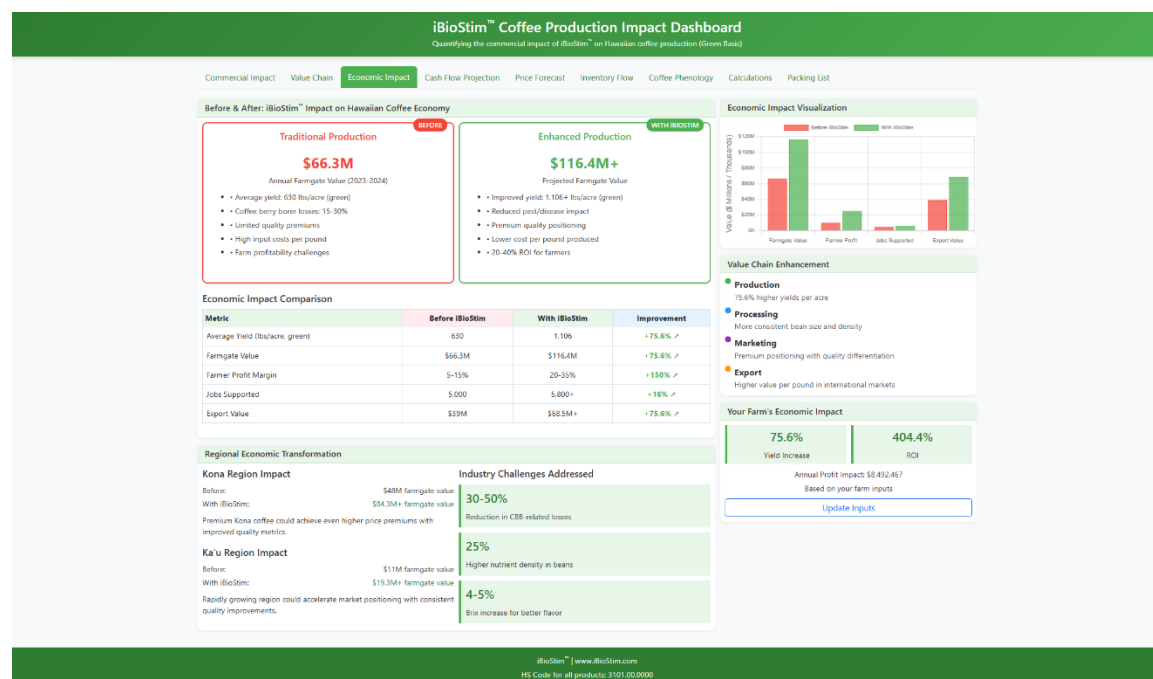 iBioStim™ Coffee Production Impact Dashboard
Quantifying the commercial impact of iBioStim™ on Hawaiian coffee production (Green Basis)
Commercial Impact Value Chain Economic Impact Cash Flow Projection Price Forecast Inventory Flow Coffee Phenology Calculations Packing List
Before & After: iBioStim™ Impact on Hawaiian Coffee Economy
BEFORE
Traditional Production
$66.3M
Annual Farmgate Value (2023-2024)
• • Average yield: 630 lbs/acre (green)
• • Coffee berry borer losses: 15-30%
• • Limited quality premiums
• • High input costs per pound
• • Farm profitability challenges
WITH iBIOSTIM
Enhanced Production
$116.4M+
Projected Farmgate Value
• • Improved yield: 1,106+ lbs/acre (green)
• • Reduced pest/disease impact
• • Premium quality positioning
• • Lower cost per pound produced
• • 20-40% ROI for farmers
Economic Impact Comparison
Metric Before iBioStim With iBioStim Improvement
Average Yield (lbs/acre, green) 630 1,106 +75.6% ↗
Farmgate Value $66.3M $116.4M +75.6% ↗
Farmer Profit Margin 5-15% 20-35% +150% ↗
Jobs Supported 5,000 5,800+ +16% ↗
Export Value $39M $68.5M+ +75.6% ↗
Regional Economic Transformation
Kona Region Impact
Before: $48M farmgate value
With iBioStim: $84.3M+ farmgate value
Premium Kona coffee could achieve even higher price premiums with
improved quality metrics.
Ka'u Region Impact
Before: $11M farmgate value
With iBioStim: $19.3M+ farmgate value
Rapidly growing region could accelerate market positioning with consistent
quality improvements.
Industry Challenges Addressed
30-50%
Reduction in CBB-related losses
25%
Higher nutrient density in beans
4-5%
Brix increase for better flavor
Economic Impact Visualization
Before iBioStim With iBioStim
Value ($ Millions / Thousands)
$120M
$100M
$80M
$60M
$40M
$20M
0K
Farmgate Value Farmer Profit Jobs Supported Export Value
Value Chain Enhancement
Production
75.6% higher yields per acre
Processing
More consistent bean size and density
Marketing
Premium positioning with quality differentiation
Export
Higher value per pound in international markets
Your Farm's Economic Impact
75.6% 404.4%
Yield Increase ROI
Annual Profit Impact: $8,492,467
Based on your farm inputs
Update Inputs
iBioStim™ | www.iBioStim.com
HS Code for all products: 3101.00.0000